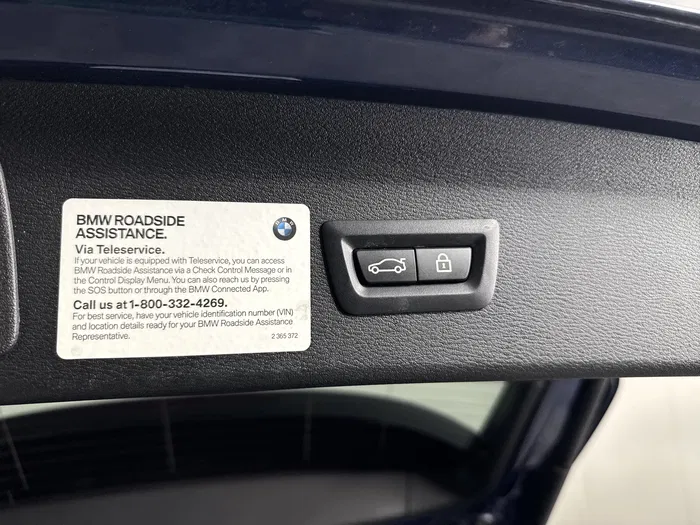 BMW ROADSIDE
ASSISTANCE.
Via Teleservice.
If your vehicle is equipped with Teleservice, you can access
BMW Roadside Assistance via a Check Control Message or in
the Control Display Menu. You can also reach us by pressing
the SOS button or through the BMW Connected App.
Call us at 1-800-332-4269.
For best service, have your vehicle identification number (VIN)
and location details ready for your BMW Roadside Assistance
Representative.
2 365 372